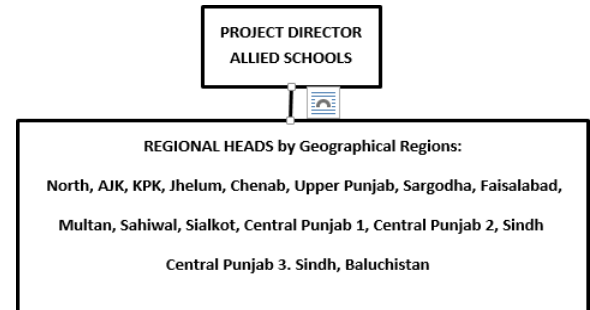 PROJECT DIRECTOR
ALLIED SCHOOLS
REGIONAL HEADS by Geographical Regions:
North, AJK, KPK, Jhelum, Chenab, Upper Punjab, Sargodha, Faisalabad,
Multan, Sahiwal, Sialkot, Central Punjab 1, Central Punjab 2, Sindh
Central Punjab 3. Sindh, Baluchistan